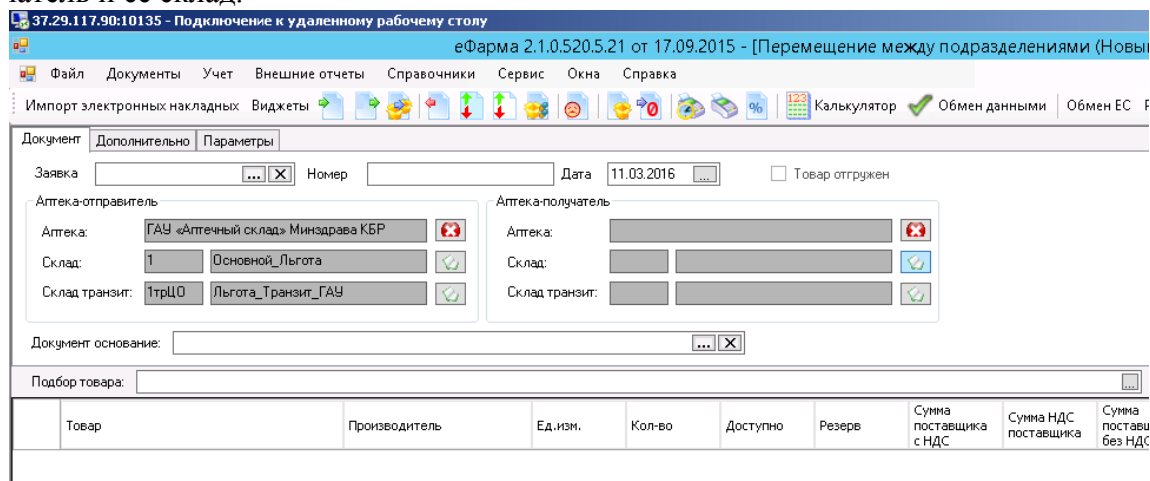 37.29.117.90:10135 - Подключение к удаленному рабочему столу
еФарма 2.1.0.520.5.21 от 17.09.2015 - [Перемещение между подразделениями (Новый
Файл Документы Учет Внешние отчеты Справочники Сервис Окна Справка
Импорт электронных накладных Виджеты % 123 Калькулятор Обмен данными Обмен ЕС
Документ Дополнительно Параметры
Заявка ... X Номер Дата 11.03.2016 ... Товар отгружен
Аптека-отправитель Аптека-получатель
Аптека: ГАУ «Аптечный склад» Минздрава КБР Аптека:
Склад: 1 Основной_Льгота Склад:
Склад транзит: 1трЦО Льгота_Транзит_ГАУ Склад транзит:
Документ основание: ... X
Подбор товара: ...
Товар Производитель Ед.изм. Кол-во Доступно Резерв Сумма поставщика с НДС Сумма НДС поставщика Сумма без НДС